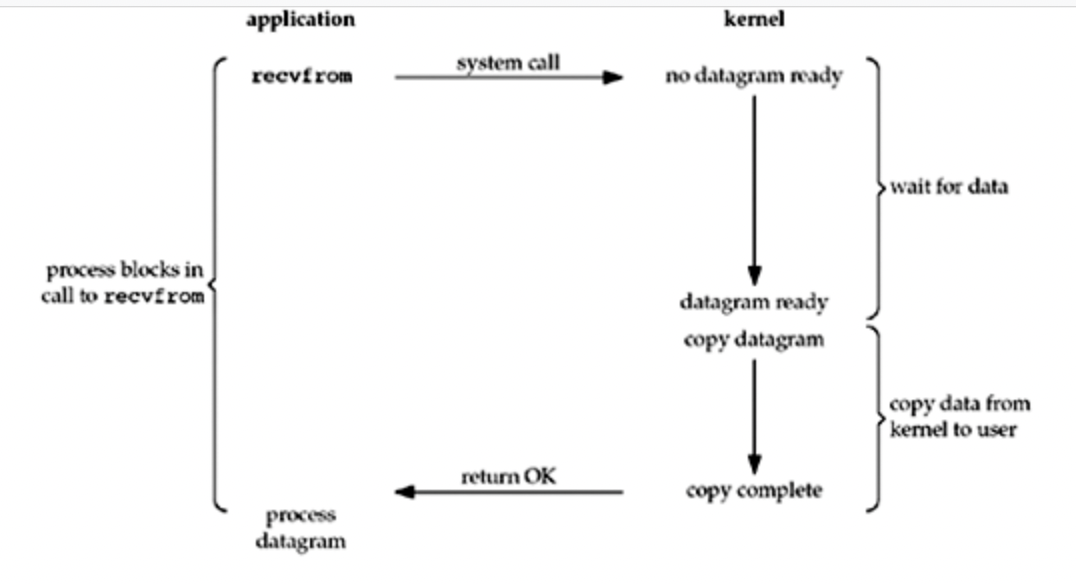 application
kernel
recvfrom
system call
no datagram ready
wait for data
process blocks in
call to recvfrom
datagram ready
copy datagram
copy data from
kernel to user
return OK
copy complete
process
datagram